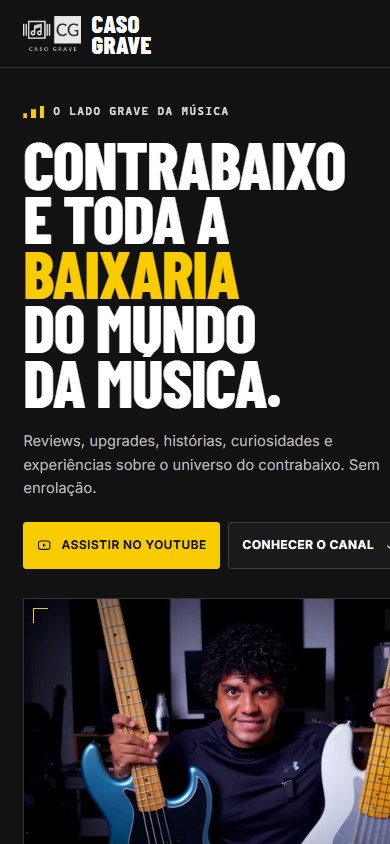 CG
CASO GRAVE
CASO
GRAVE
O LADO GRAVE DA MÚSICA
CONTRABAIXO
E TODA A
BAIXARIA
DO MUNDO
DA MÚSICA.
Reviews, upgrades, histórias, curiosidades e
experiências sobre o universo do contrabaixo. Sem
enrolação.
ASSISTIR NO YOUTUBE
CONHECER O CANAL